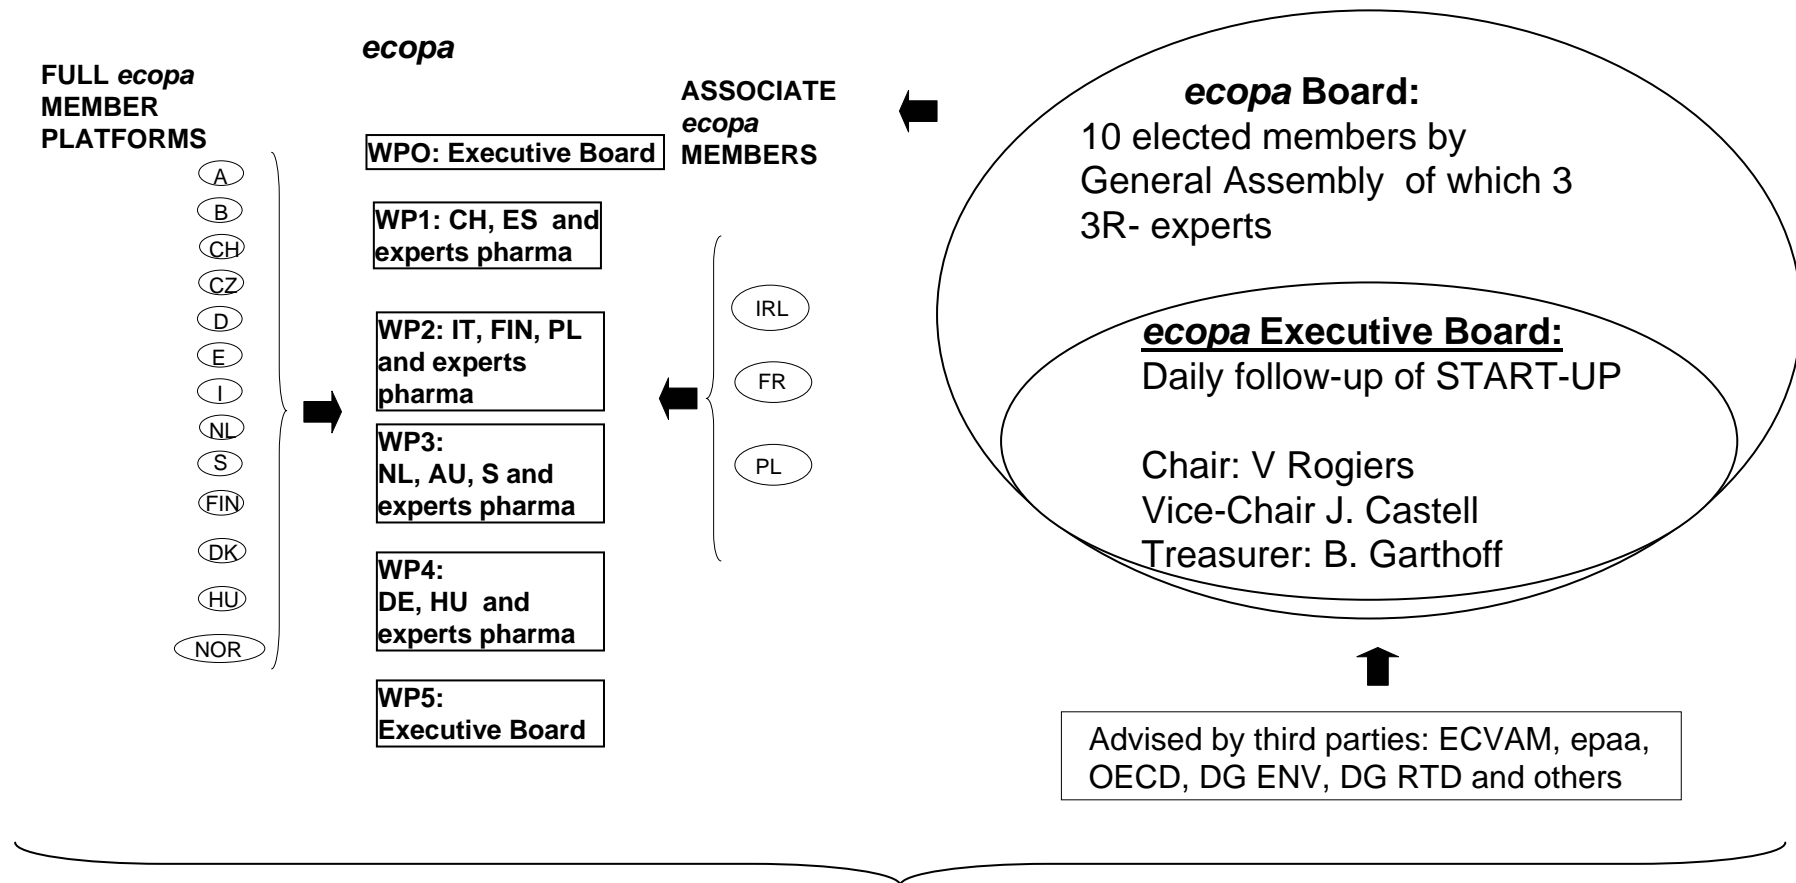 ecopa
FULL ecopa
MEMBER
PLATFORMS
A
B
CH
CZ
D
E
I
NL
S
FIN
DK
HU
NOR
WPO: Executive Board
WP1: CH, ES and
experts pharma
WP2: IT, FIN, PL
and experts
pharma
WP3:
NL, AU, S and
experts pharma
WP4:
DE, HU and
experts pharma
WP5:
Executive Board
ASSOCIATE
ecopa
MEMBERS
IRL
FR
PL
ecopa Board:
10 elected members by
General Assembly of which 3
3R- experts
ecopa Executive Board:
Daily follow-up of START-UP
Chair: V Rogiers
Vice-Chair J. Castell
Treasurer: B. Garthoff
Advised by third parties: ECVAM, epaa,
OECD, DG ENV, DG RTD and others